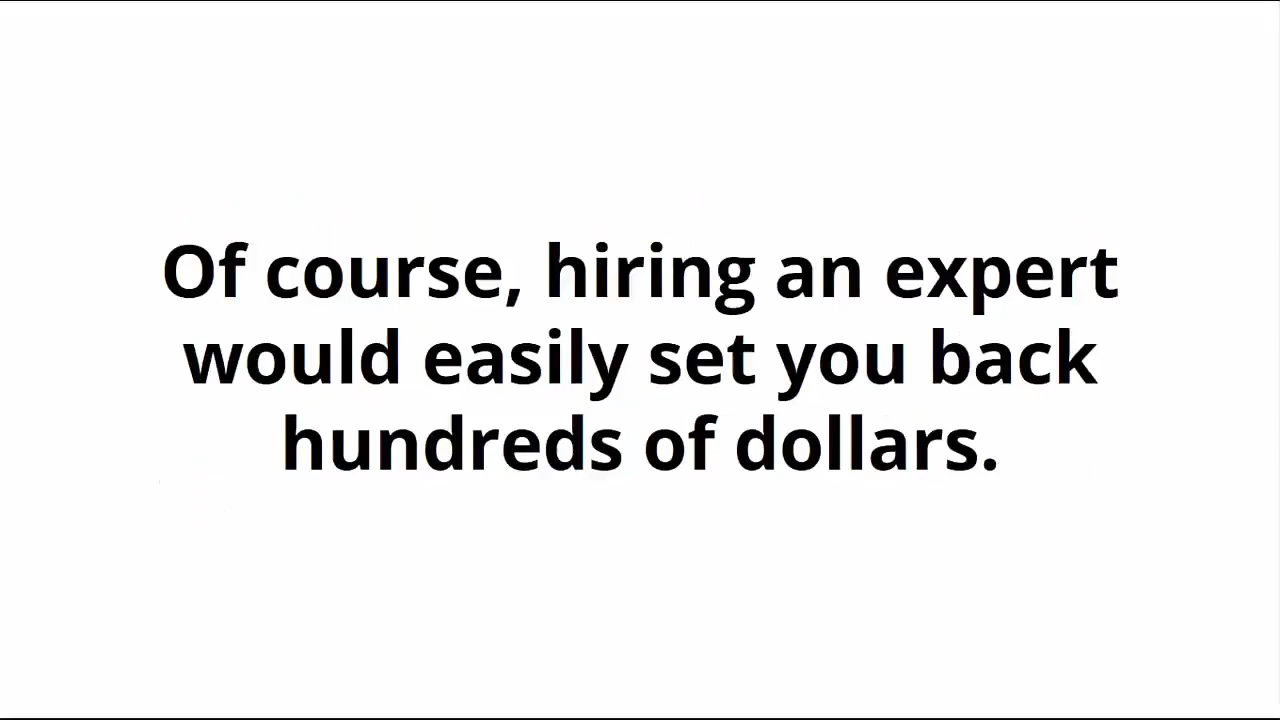 Of course, hiring an expert
would easily set you back
hundreds of dollars.